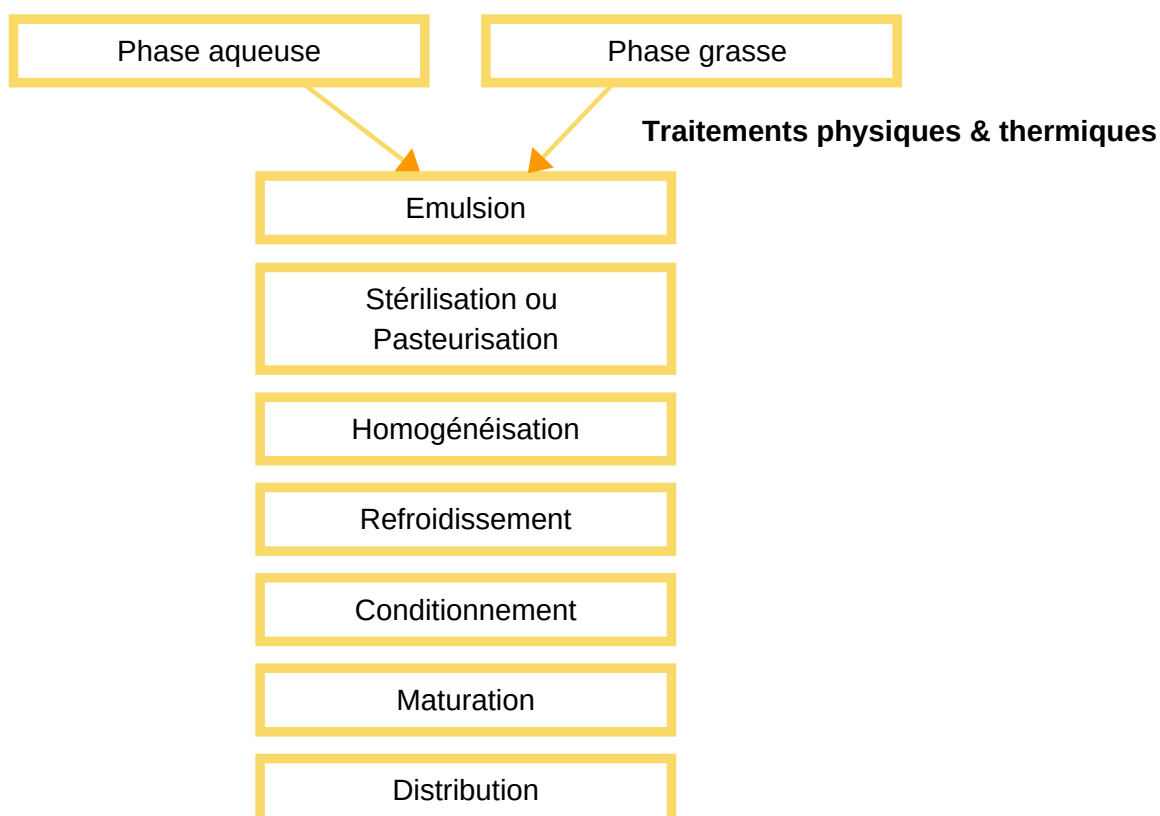 Phase aqueuse
Phase grasse
Traitements physiques & thermiques
Emulsion
Stérilisation ou
Pasteurisation
Homogénéisation
Refroidissement
Conditionnement
Maturation
Distribution